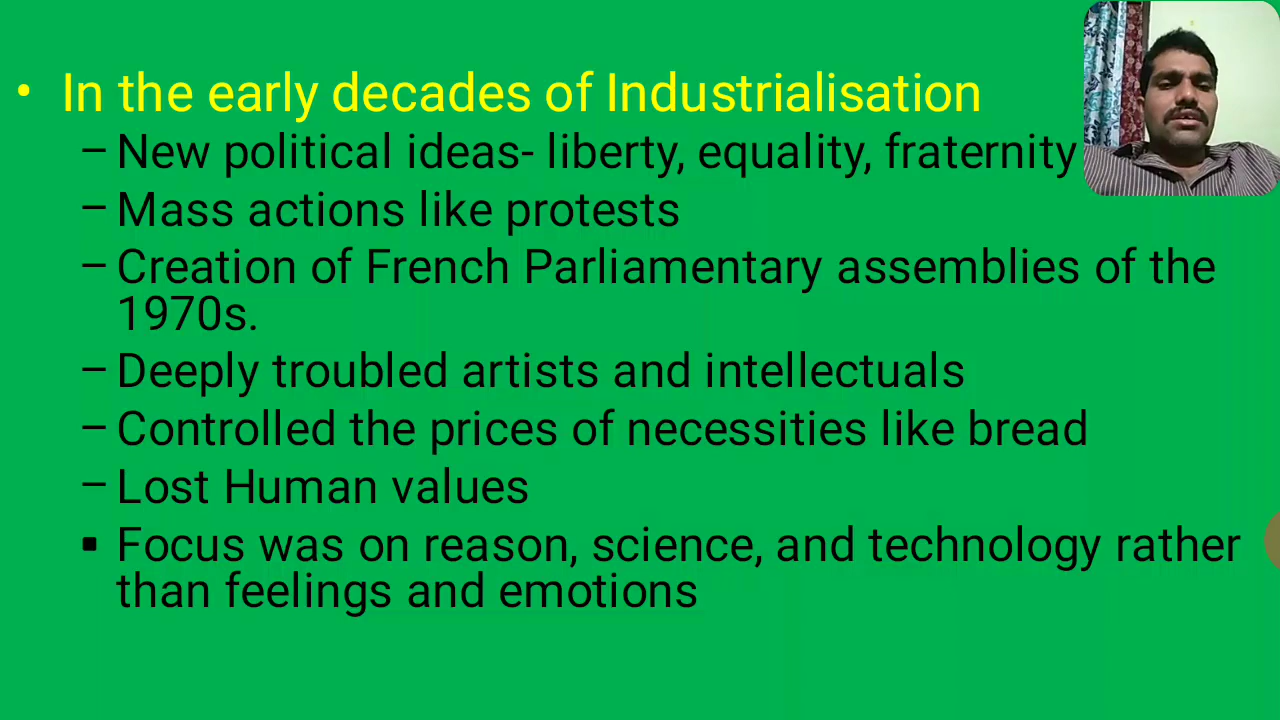 • In the early decades of Industrialisation
– New political ideas- liberty, equality, fraternity
– Mass actions like protests
– Creation of French Parliamentary assemblies of the
1970s.
– Deeply troubled artists and intellectuals
– Controlled the prices of necessities like bread
– Lost Human values
▪ Focus was on reason, science, and technology rather
than feelings and emotions